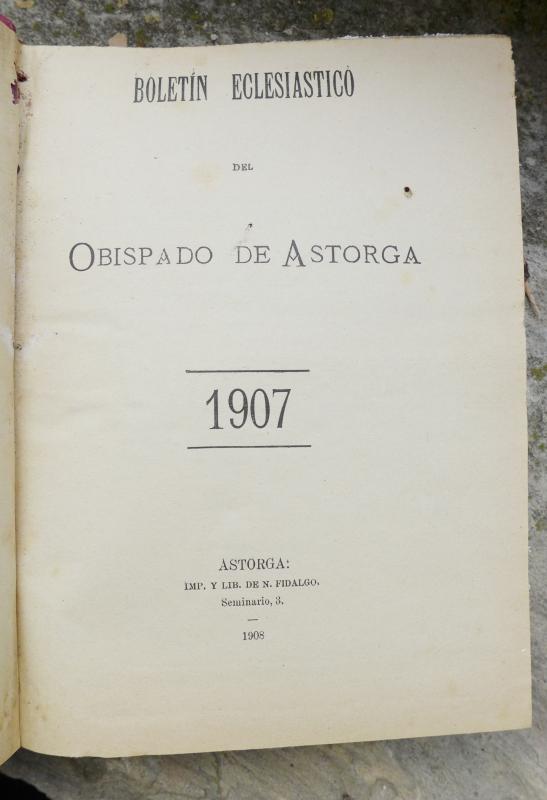 BOLETÍN ECLESIASTICO
DEL
OBISPADO DE ASTORGA
1907
ASTORGA:
IMP. Y LIB. DE N. FIDALGO.
Seminario, 3.
1908